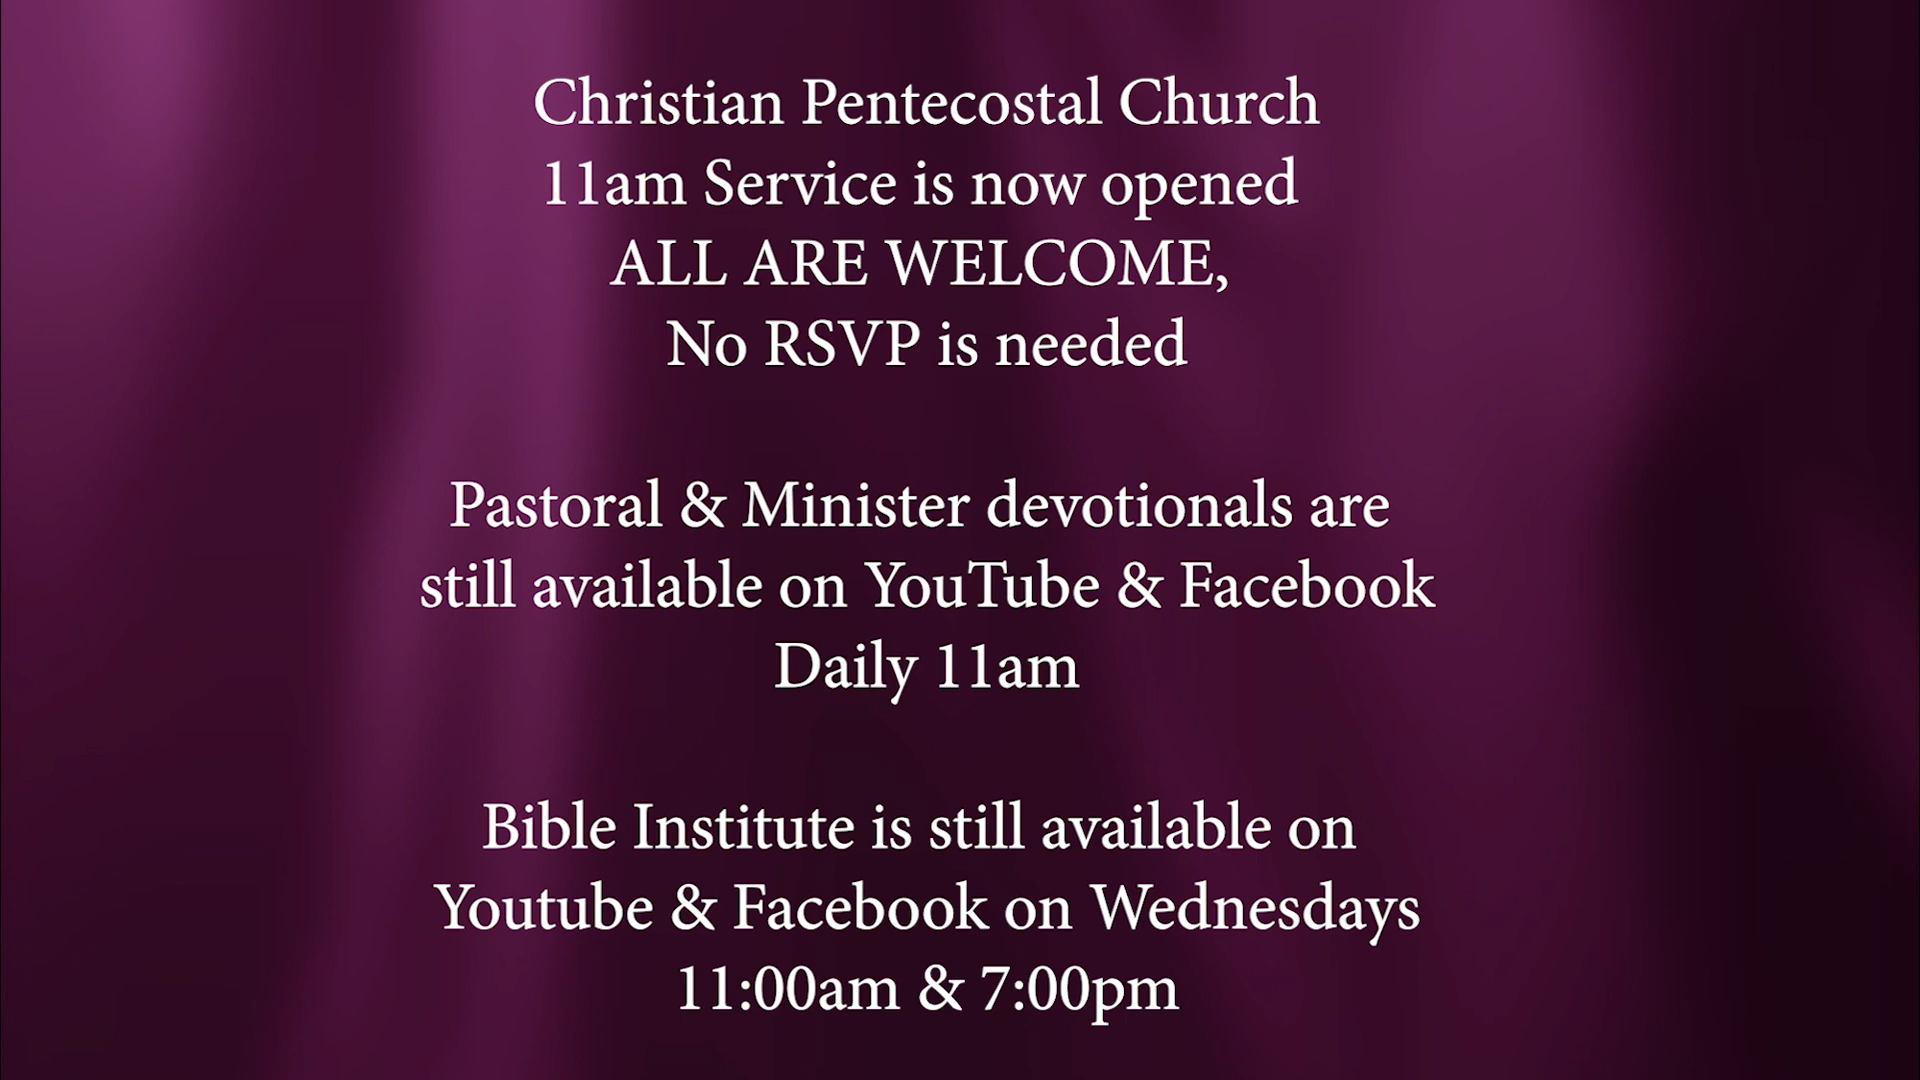 Christian Pentecostal Church
11am Service is now opened
ALL ARE WELCOME,
No RSVP is needed
Pastoral & Minister devotionals are
still available on YouTube & Facebook
Daily 11am
Bible Institute is still available on
Youtube & Facebook on Wednesdays
11:00am & 7:00pm